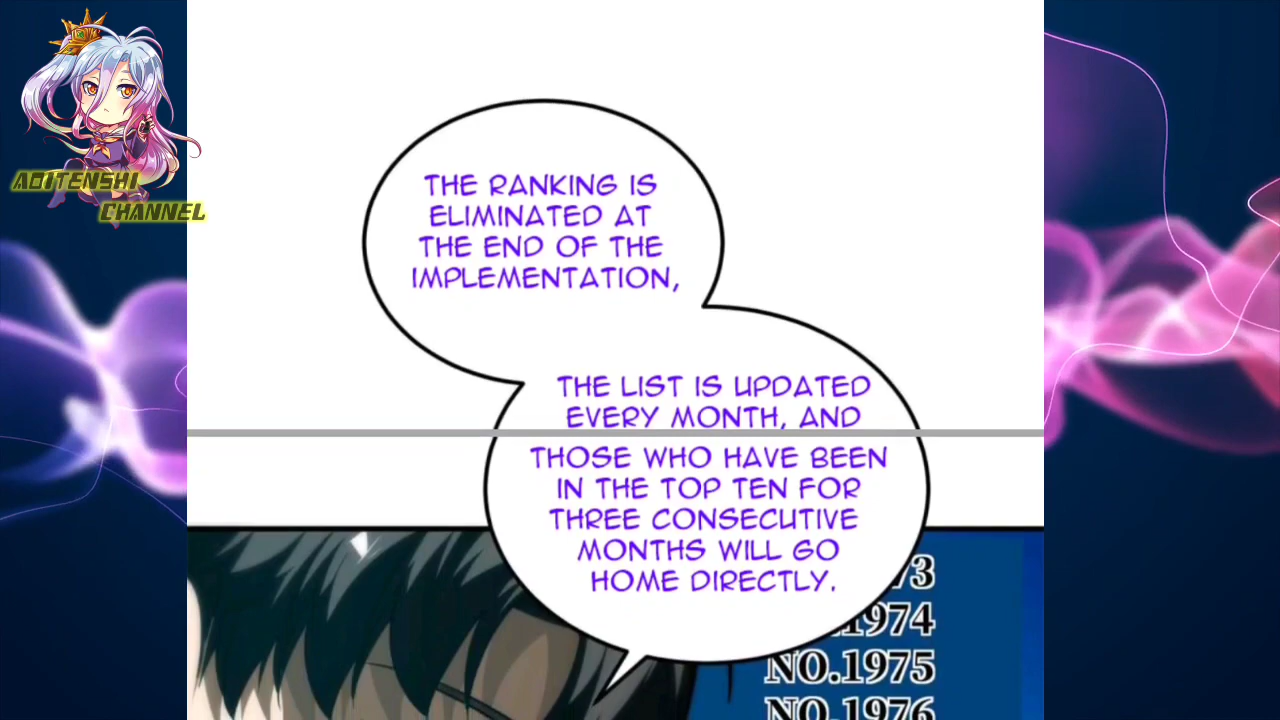 AOITENSHI
CHANNEL
THE RANKING IS
ELIMINATED AT
THE END OF THE
IMPLEMENTATION,
THE LIST IS UPDATED
EVERY MONTH, AND
THOSE WHO HAVE BEEN
IN THE TOP TEN FOR
THREE CONSECUTIVE
MONTHS WILL GO
HOME DIRECTLY.
NO.1975
NO.1976